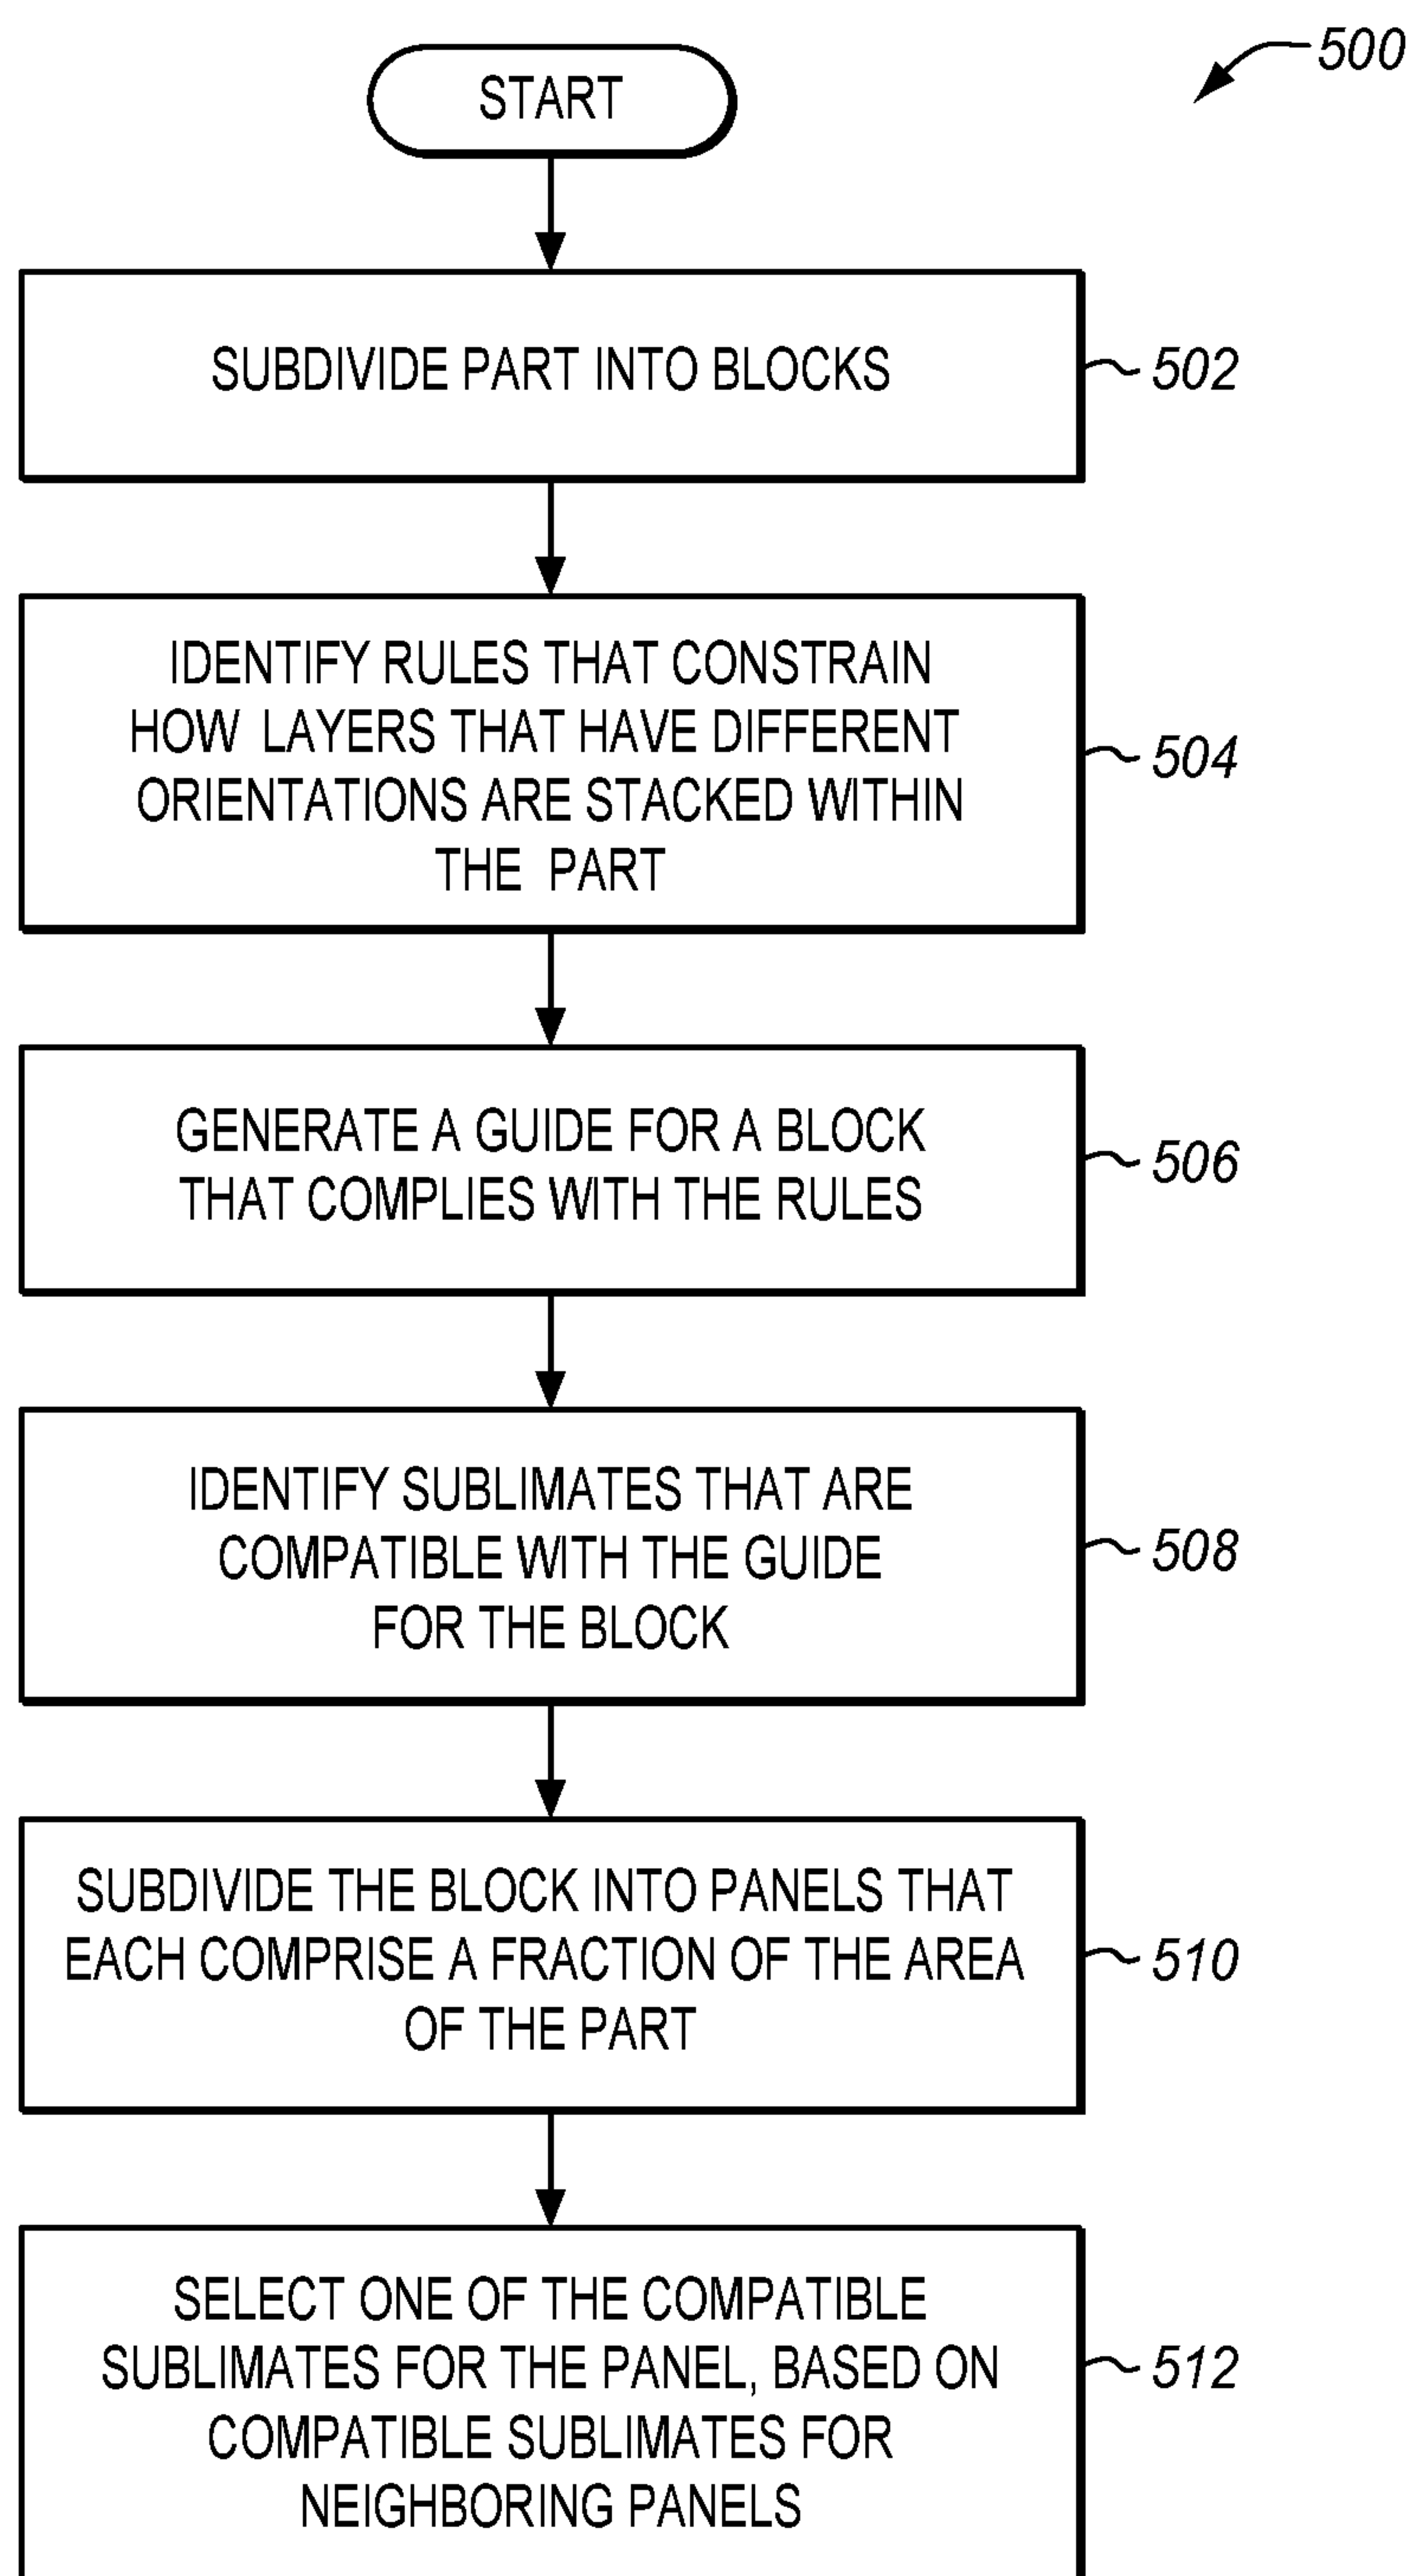 500
START
SUBDIVIDE PART INTO BLOCKS
502
IDENTIFY RULES THAT CONSTRAIN
HOW LAYERS THAT HAVE DIFFERENT
ORIENTATIONS ARE STACKED WITHIN
THE PART
504
GENERATE A GUIDE FOR A BLOCK
THAT COMPLIES WITH THE RULES
506
IDENTIFY SUBLIMATES THAT ARE
COMPATIBLE WITH THE GUIDE
FOR THE BLOCK
508
SUBDIVIDE THE BLOCK INTO PANELS THAT
EACH COMPRISE A FRACTION OF THE AREA
OF THE PART
510
SELECT ONE OF THE COMPATIBLE
SUBLIMATES FOR THE PANEL, BASED ON
COMPATIBLE SUBLIMATES FOR
NEIGHBORING PANELS
512